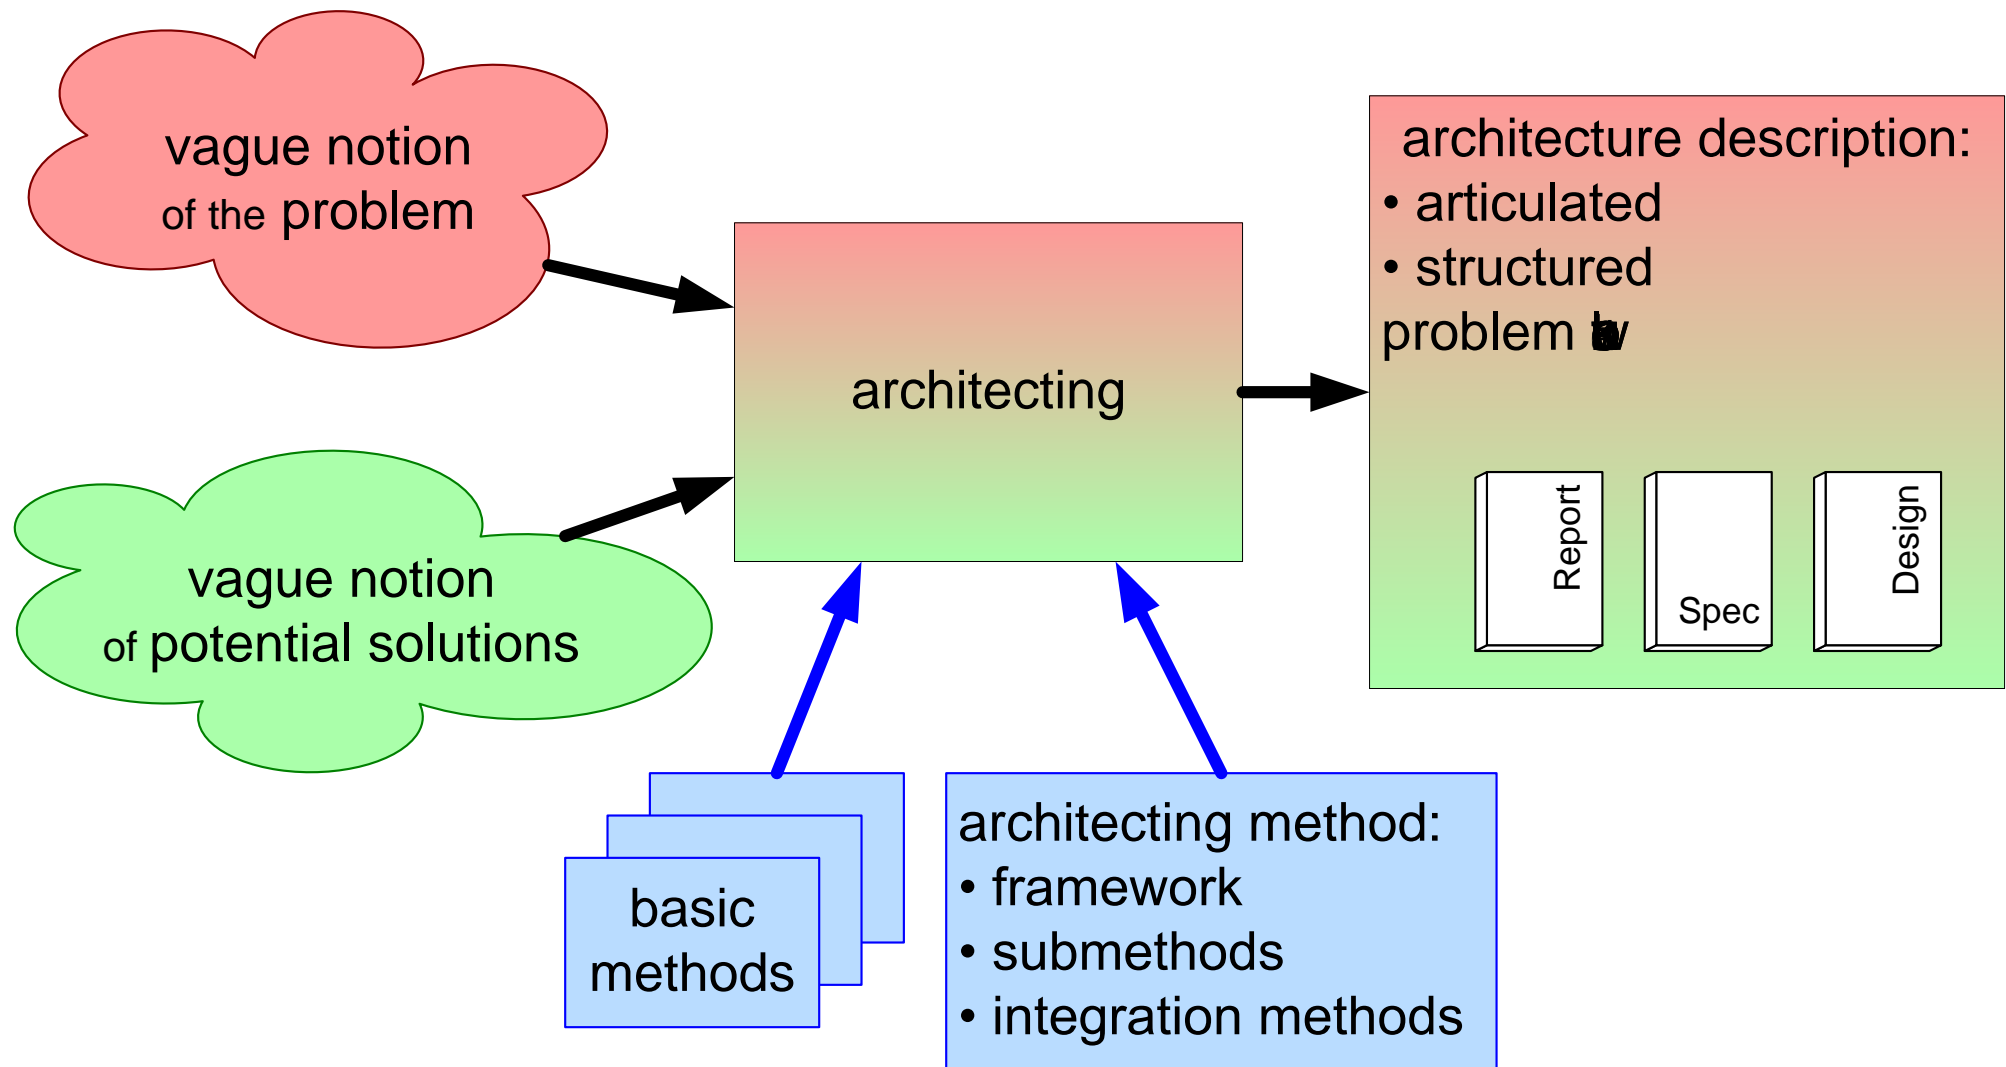 vague notion
of the problem
architecture description:
• articulated
• structured
problem
architecting
Report
Spec
Design
vague notion
of potential solutions
basic
methods
architecting method:
• framework
• submethods
• integration methods